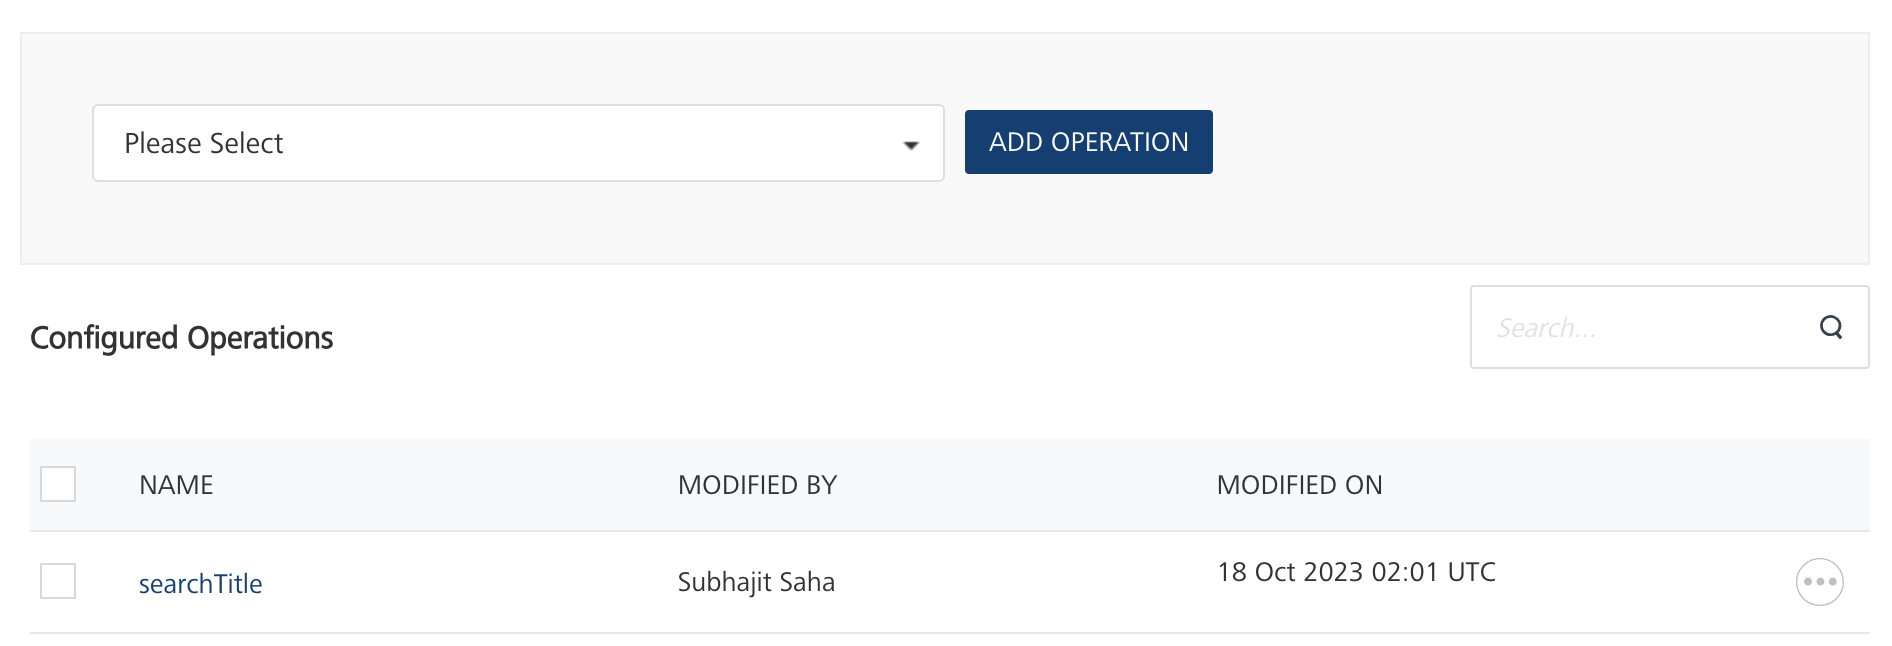 Please Select
ADD OPERATION
Configured Operations
Search...
NAME MODIFIED BY MODIFIED ON
searchTitle Subhajit Saha 18 Oct 2023 02:01 UTC